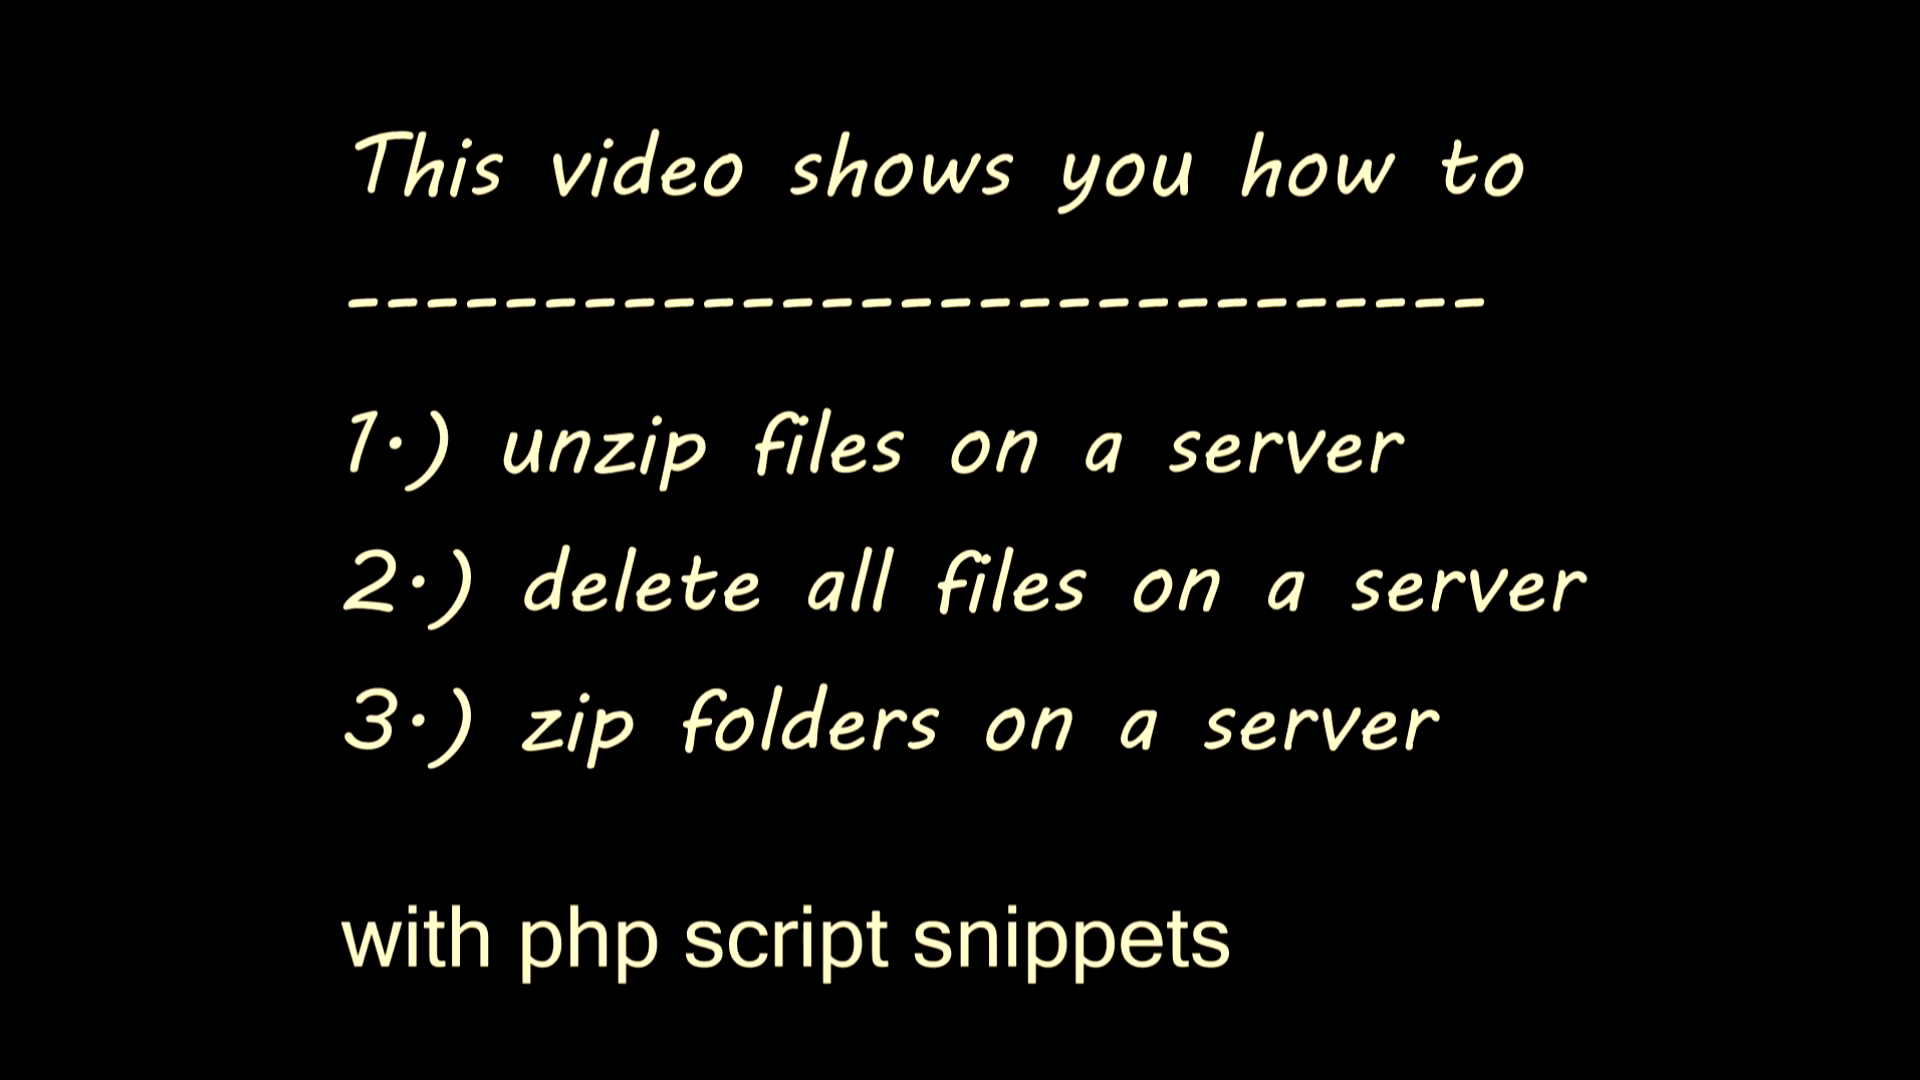 This video shows you how to
-----------------------------
1.) unzip files on a server
2.) delete all files on a server
3.) zip folders on a server
with php script snippets